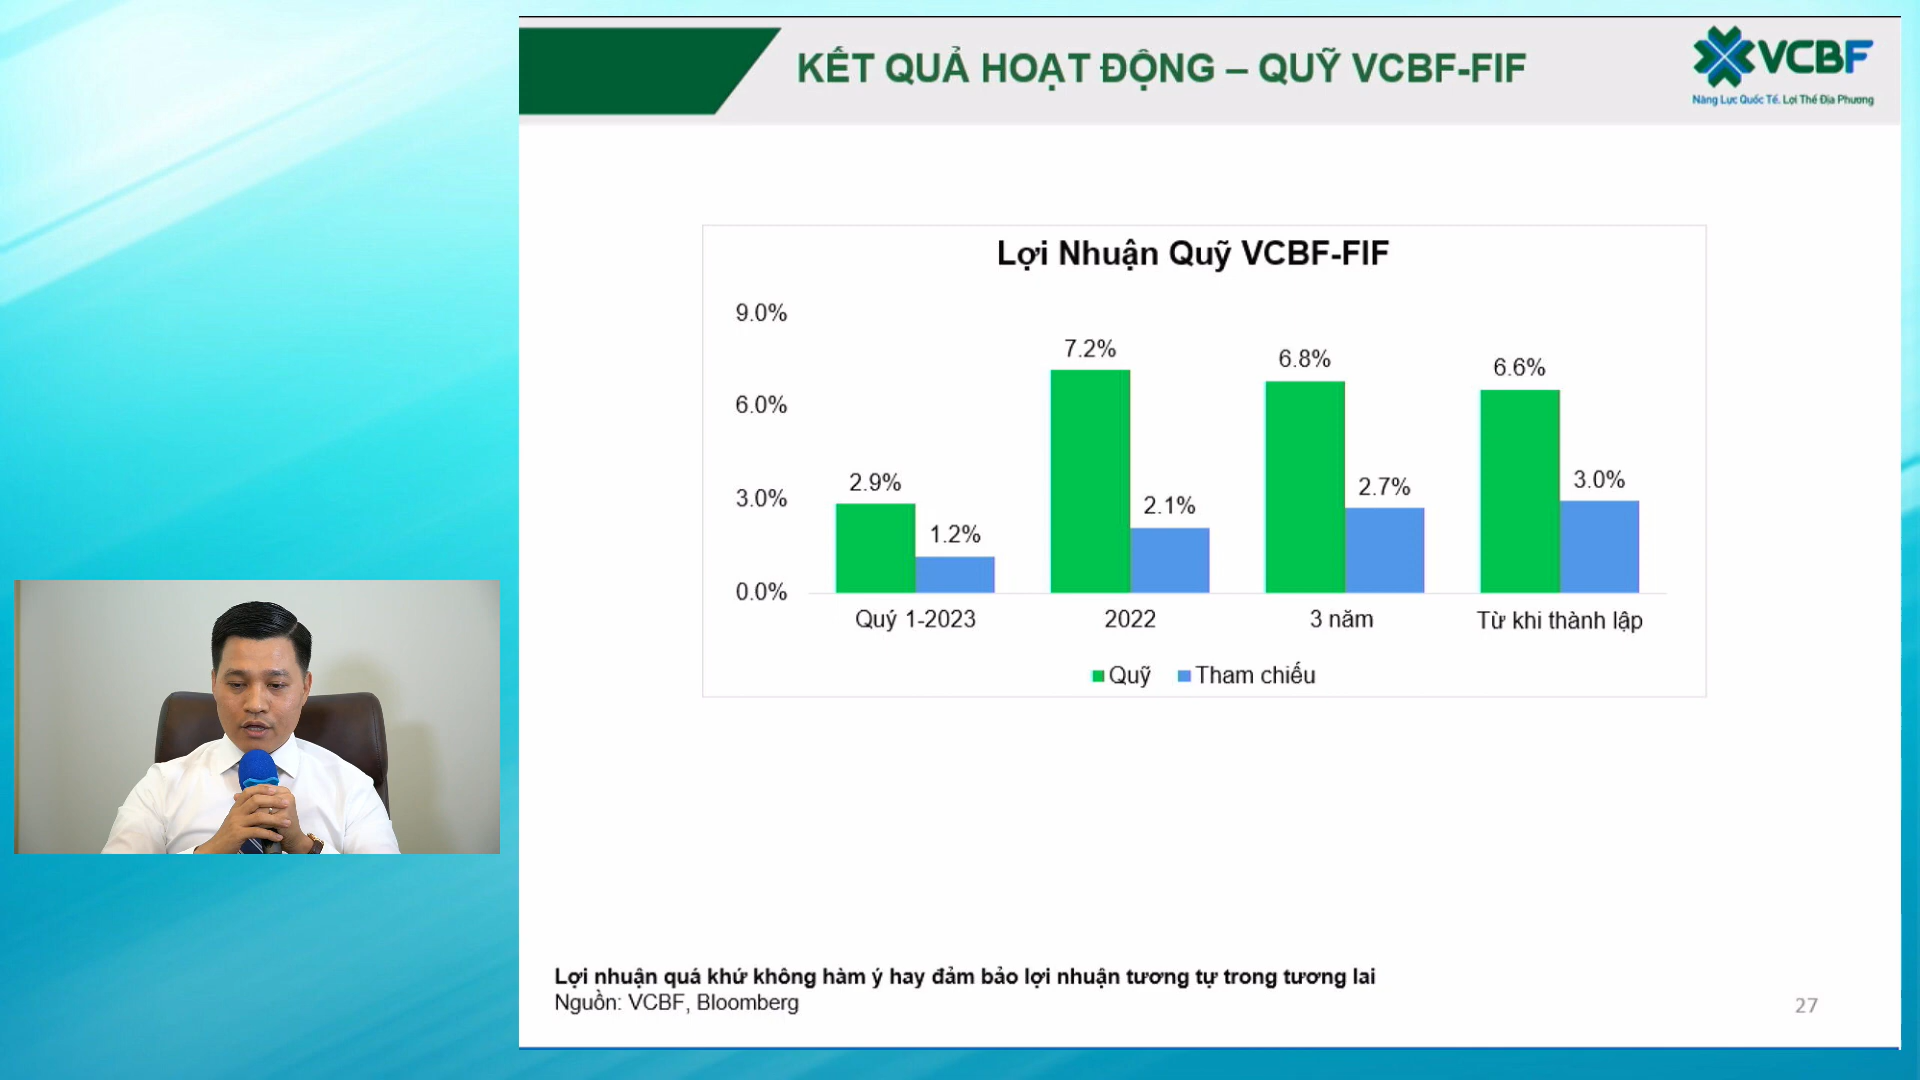 KẾT QUẢ HOẠT ĐỘNG – QUỸ VCBF-FIF
VCBF
Năng Lực Quốc Tế. Lợi Thế Địa Phương
Lợi Nhuận Quỹ VCBF-FIF
9.0%
6.0%
3.0%
0.0%
2.9%
1.2%
7.2%
2.1%
6.8%
2.7%
6.6%
3.0%
Quý 1-2023
2022
3 năm
Từ khi thành lập
Quỹ
Tham chiếu
Lợi nhuận quá khứ không hàm ý hay đảm bảo lợi nhuận tương tự trong tương lai
Nguồn: VCBF, Bloomberg
27